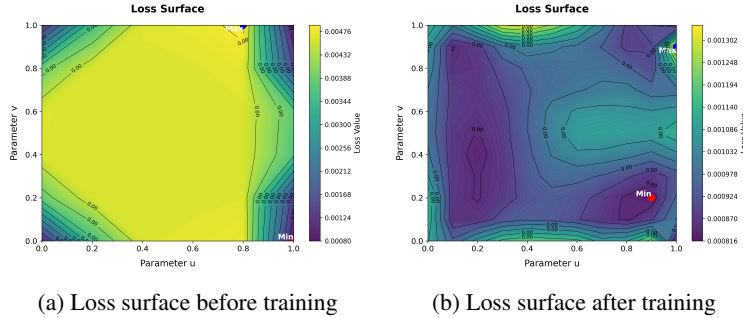 Loss Surface
Max
Min
1.0
0.8
0.6
0.4
0.2
0.0
Parameter v
0.0 0.2 0.4 0.6 0.8 1.0
Parameter u
0.00476
0.00432
0.00388
0.00344
0.00300
0.00256
0.00212
0.00168
0.00124
0.00080
Loss Value
(a) Loss surface before training
Loss Surface
Max
Min
0.00
1.0
0.8
0.6
0.4
0.2
0.0
Parameter v
0.0 0.2 0.4 0.6 0.8 1.0
Parameter u
0.001302
0.001248
0.001194
0.001140
0.001086
0.001032
0.000978
0.000924
0.000870
0.000816
(b) Loss surface after training